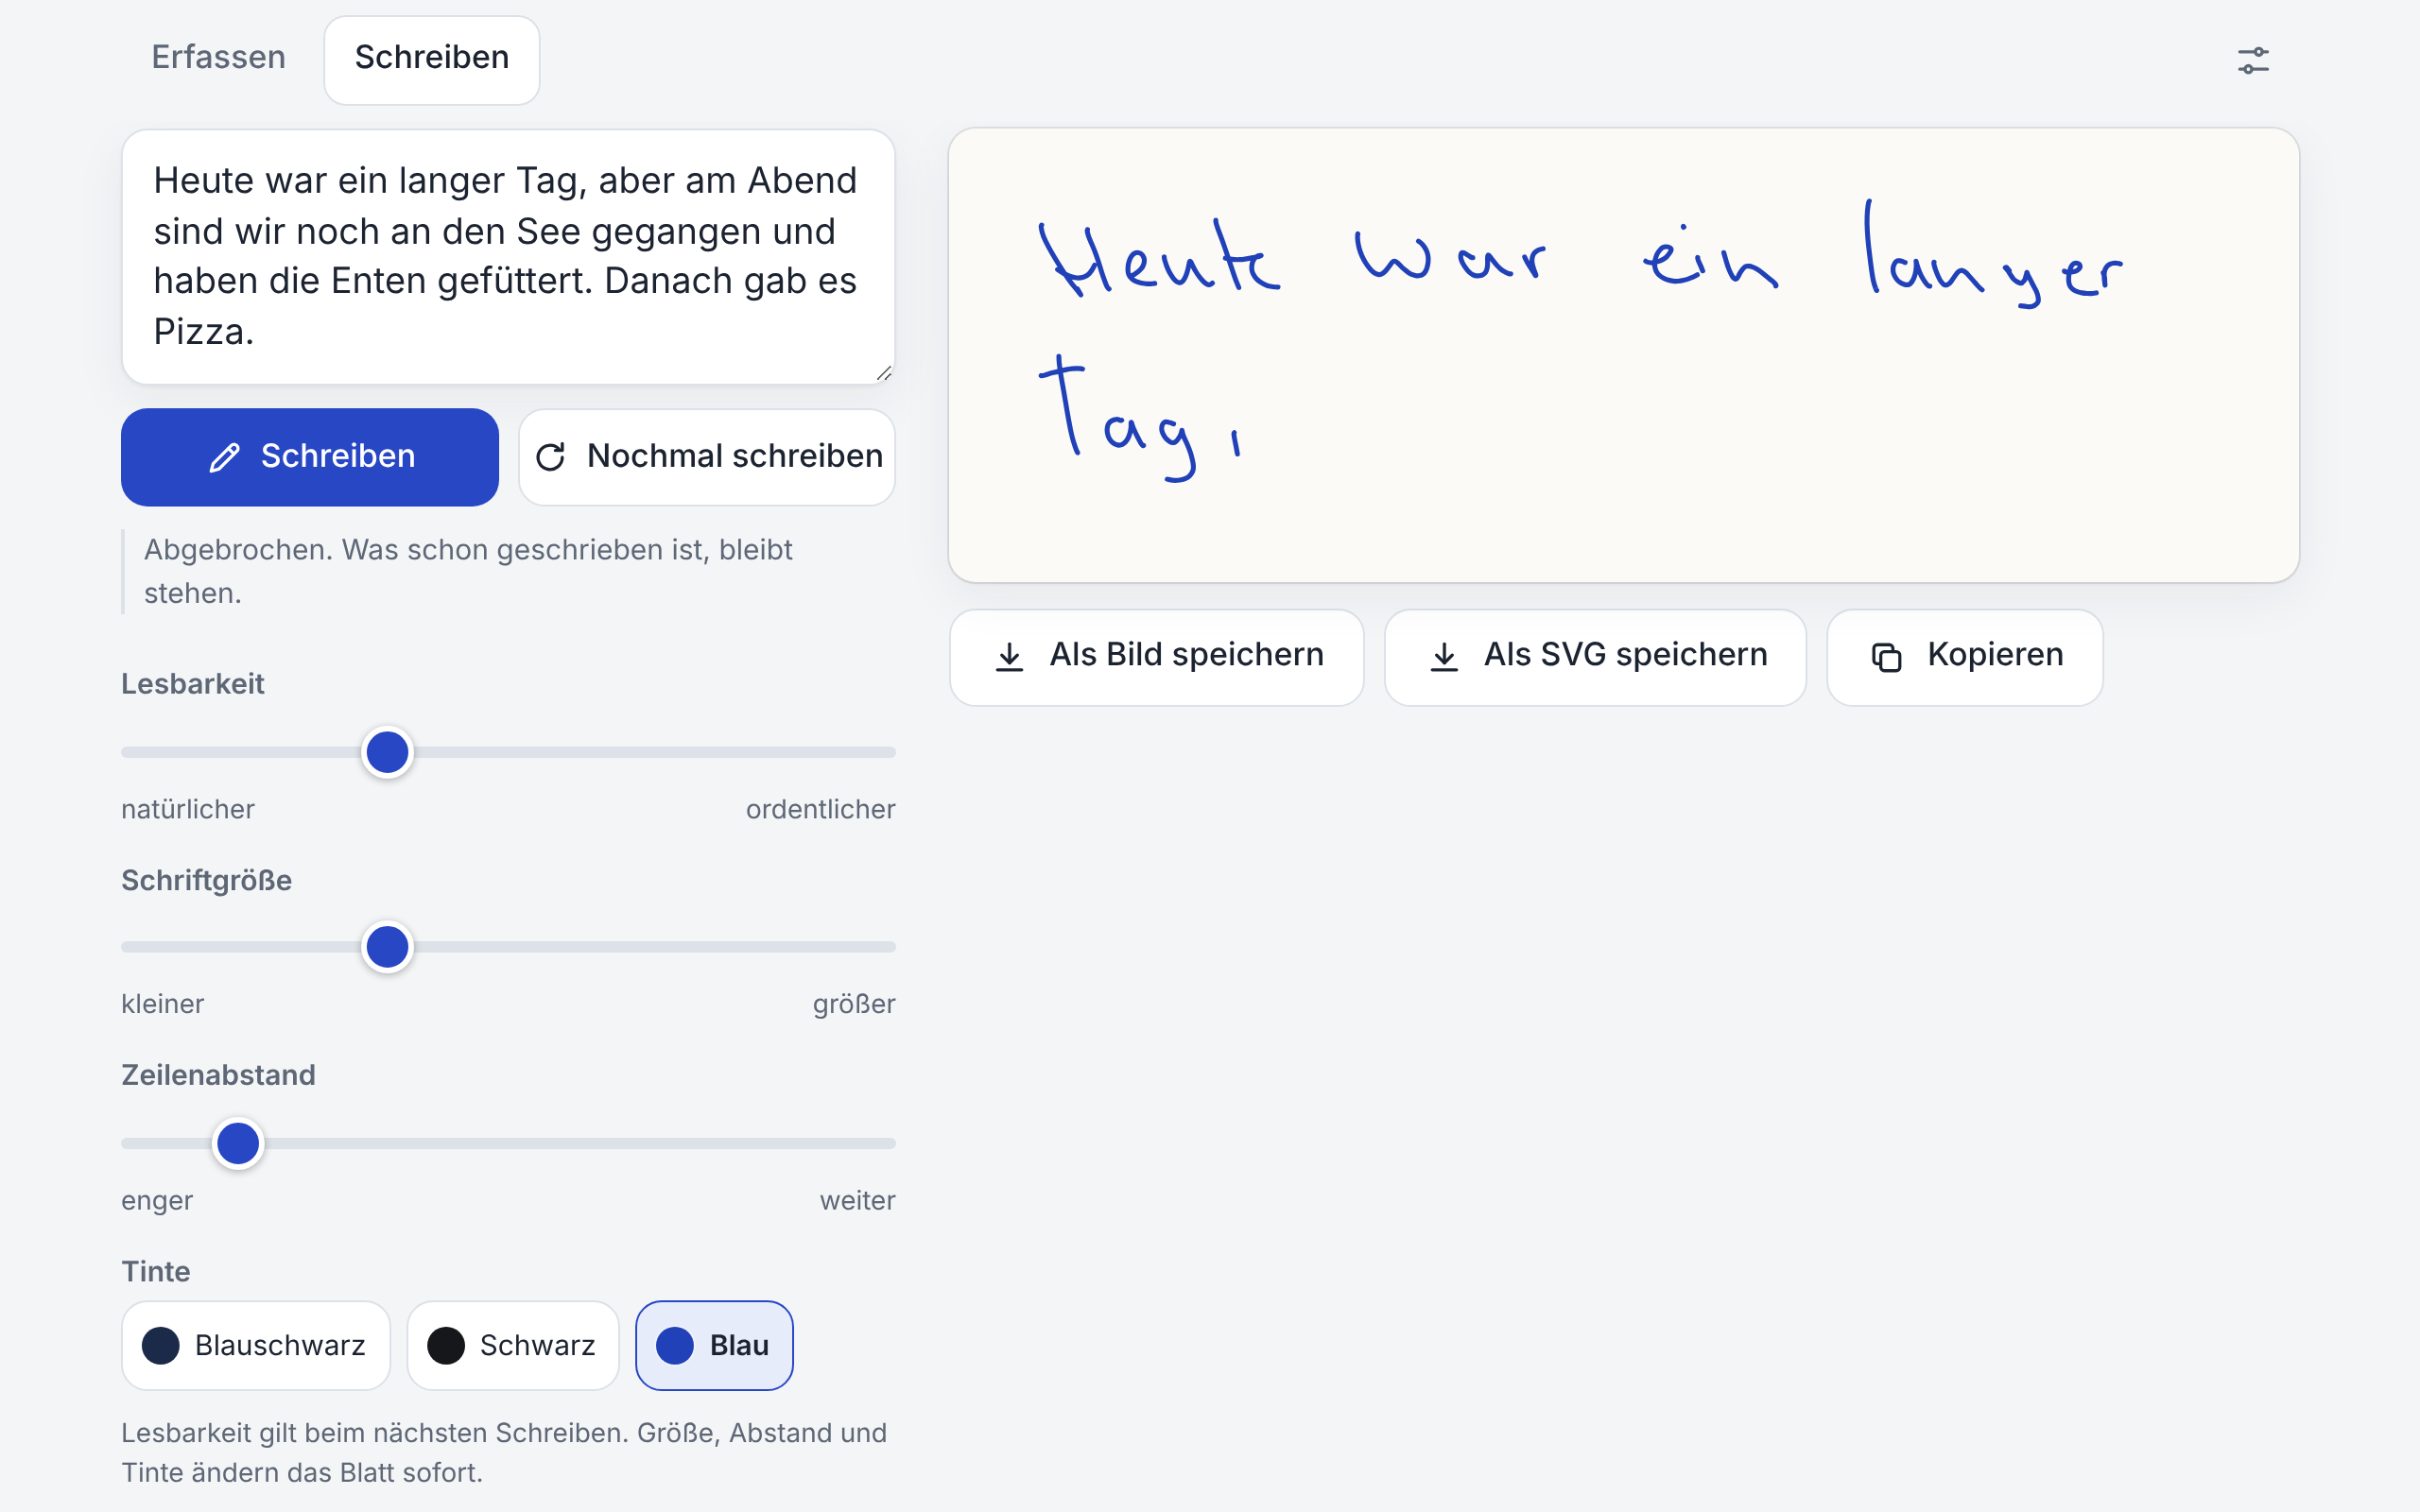 Erfassen
Schreiben
Heute war ein langer Tag, aber am Abend
sind wir noch an den See gegangen und
haben die Enten gefüttert. Danach gab es
Pizza.
Schreiben
Nochmal schreiben
Abgebrochen. Was schon geschrieben ist, bleibt
stehen.
Lesbarkeit
natürlicher
ordentlicher
Schriftgröße
kleiner
größer
Zeilenabstand
enger
weiter
Tinte
Blauschwarz
Schwarz
Blau
Lesbarkeit gilt beim nächsten Schreiben. Größe, Abstand und
Tinte ändern das Blatt sofort.
Heute war ein langer
Tag,
Als Bild speichern
Als SVG speichern
Kopieren